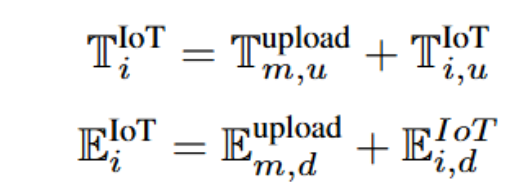 𝕋_i^{IoT} = 𝕋_{m,u}^{upload} + 𝕋_{i,u}^{IoT}
𝔼_i^{IoT} = 𝔼_{m,d}^{upload} + 𝔼_{i,d}^{IoT}